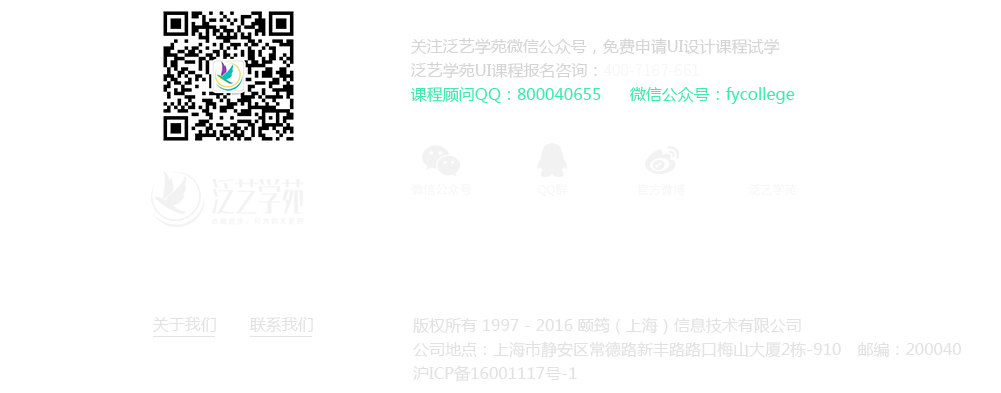 关注泛艺学苑微信公众号，免费申请UI设计课程试学
泛艺学苑UI课程报名咨询：400-7167-661
课程顾问QQ：800040655 微信公众号：fycollege
微信公众号 QQ群 官方微博 泛艺学苑
泛艺学苑
关于我们 联系我们
版权所有 1997 - 2016 颐筠（上海）信息技术有限公司
公司地点：上海市静安区常德路新丰路路口梅山大厦2栋-910 邮编：200040
沪ICP备16001117号-1